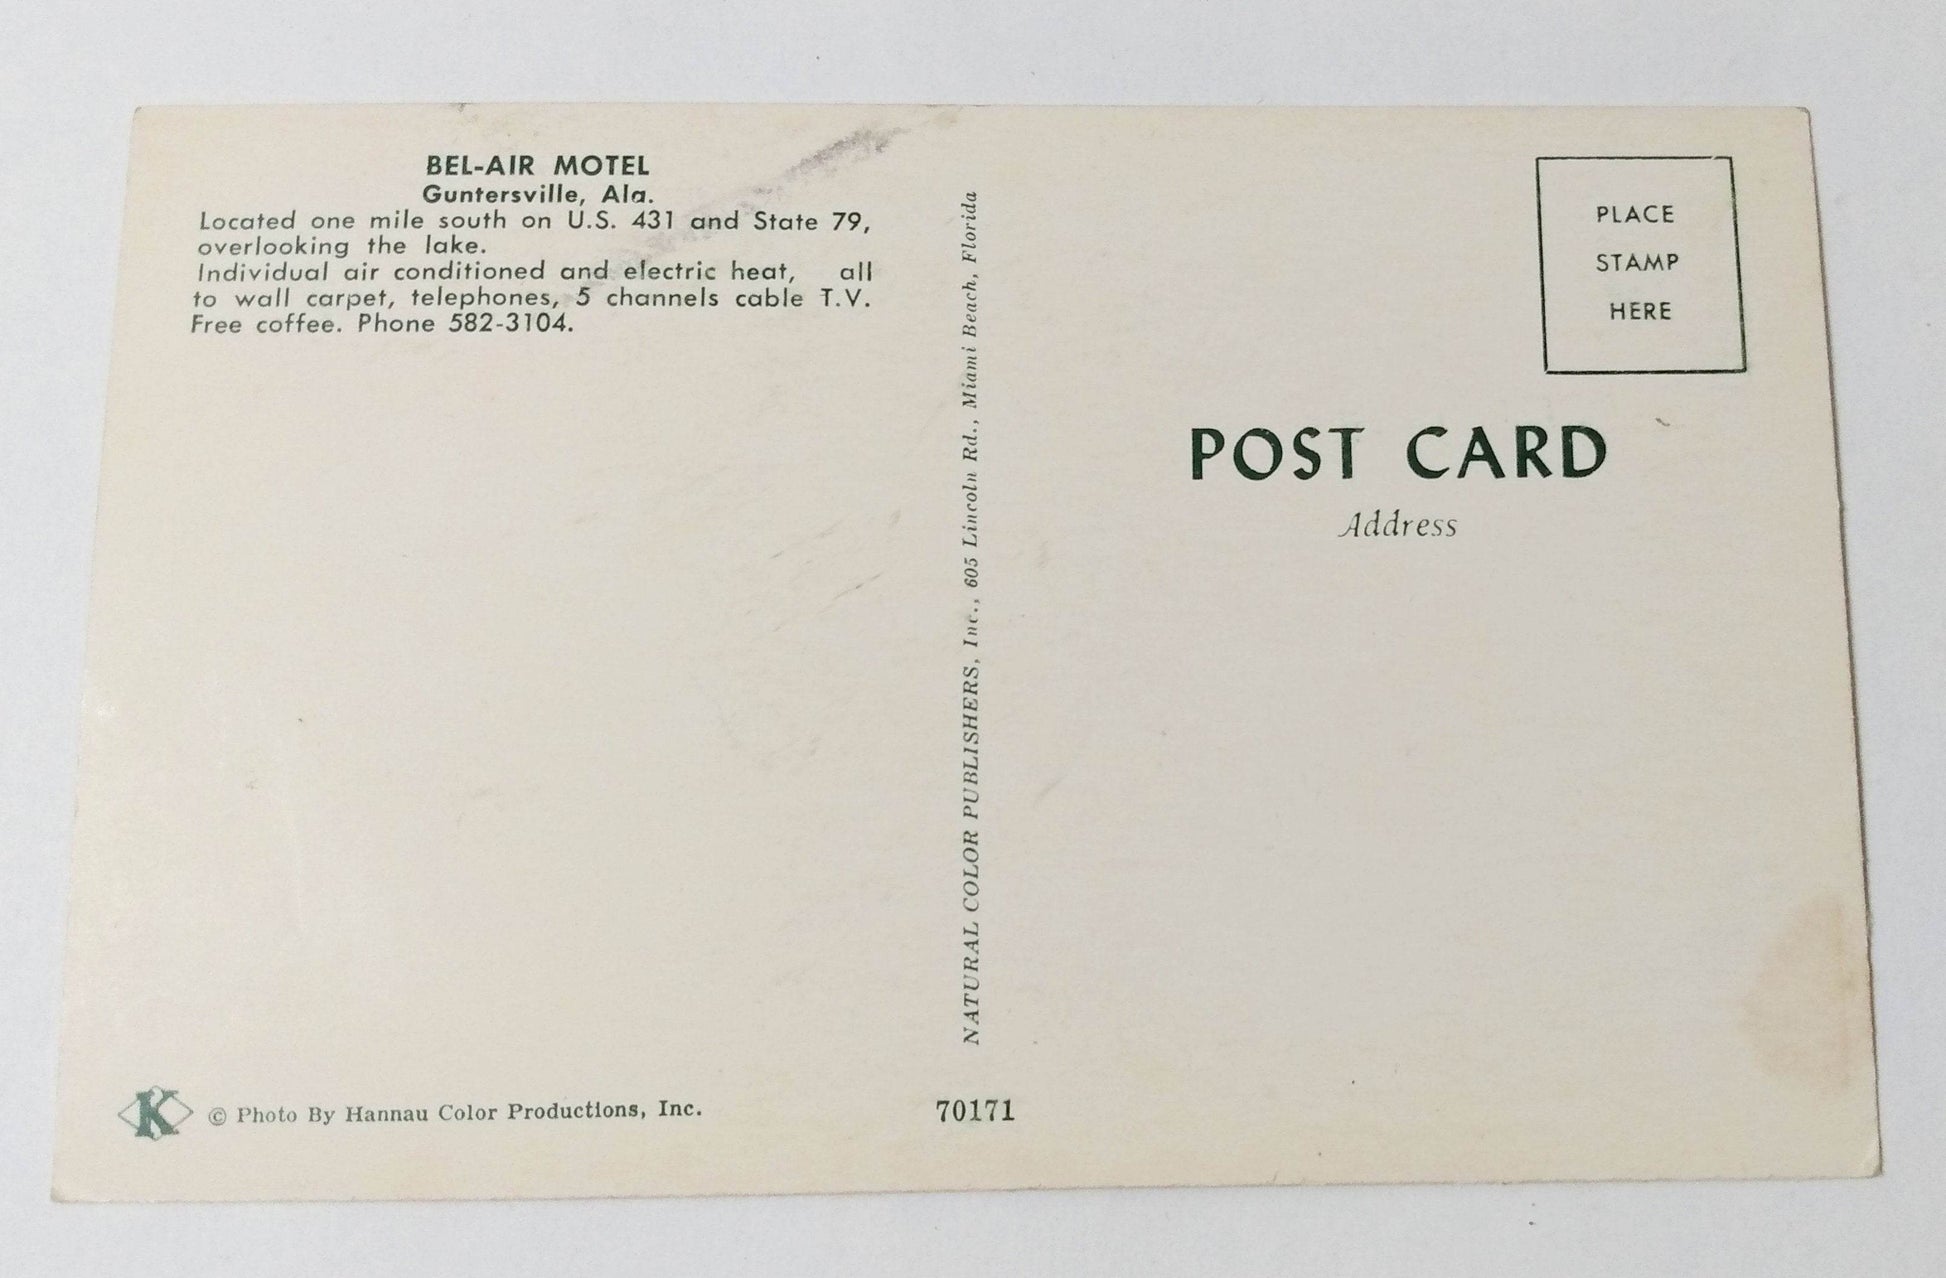 BEL-AIR MOTEL
Guntersville, Ala.
Located one mile south on U.S. 431 and State 79,
overlooking the lake.
Individual air conditioned and electric heat, all
to wall carpet, telephones, 5 channels cable T.V.
Free coffee. Phone 582-3104.
NATURAL COLOR PUBLISHERS, Inc., 605 Lincoln Rd., Miami Beach, Florida
PLACE
STAMP
HERE
POST CARD
Address
K
© Photo By Hannau Color Productions, Inc.
70171